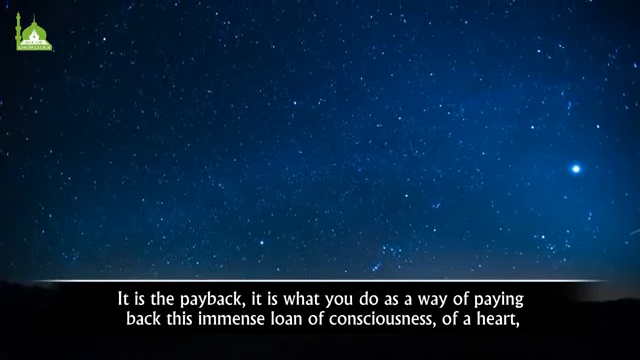 It is the payback, it is what you do as a way of paying
back this immense loan of consciousness, of a heart,